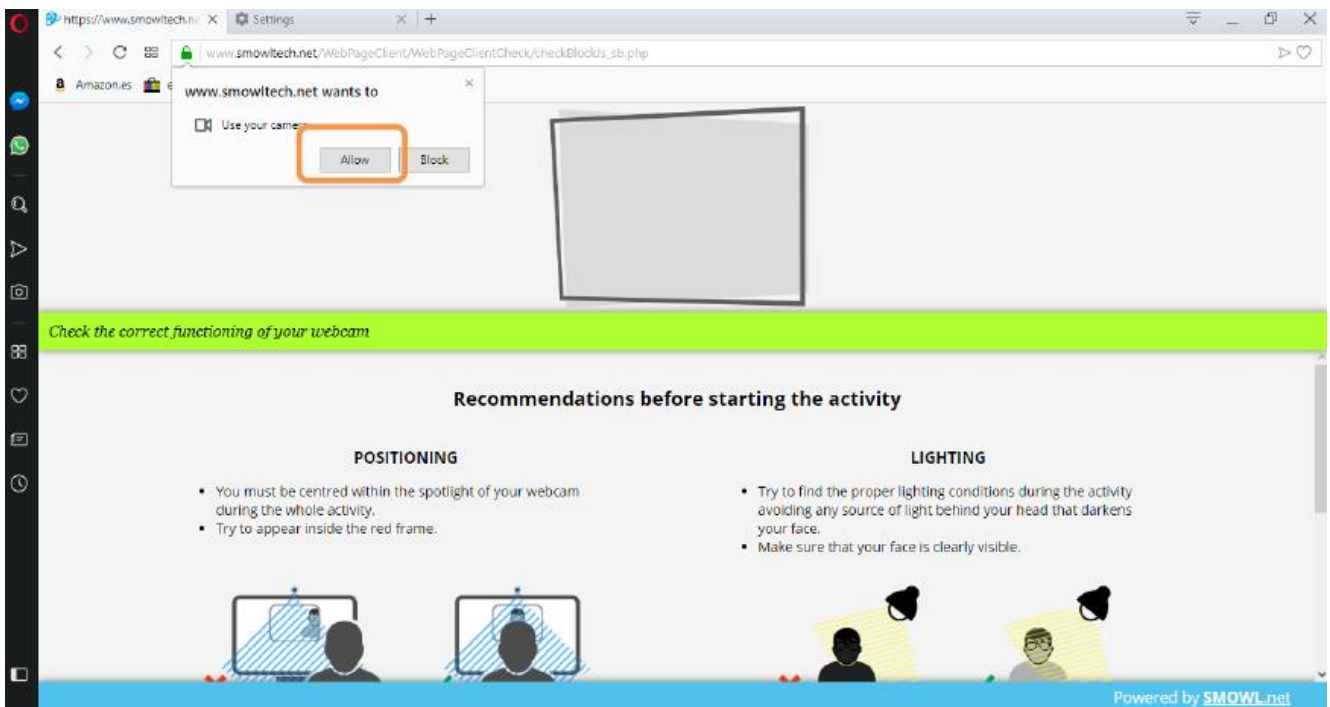 https://www.smowltech.ne
Settings
www.smowltech.net/WebPageClient/WebPageClientCheck/checkBlockIs_sb.php
a Amazon.es e
www.smowltech.net wants to
Use your camera
Allow Block
Check the correct functioning of your webcam
Recommendations before starting the activity
POSITIONING
• You must be centred within the spotlight of your webcam
during the whole activity.
• Try to appear inside the red frame.
LIGHTING
• Try to find the proper lighting conditions during the activity
avoiding any source of light behind your head that darkens
your face.
• Make sure that your face is clearly visible.
Powered by SMOWL.net